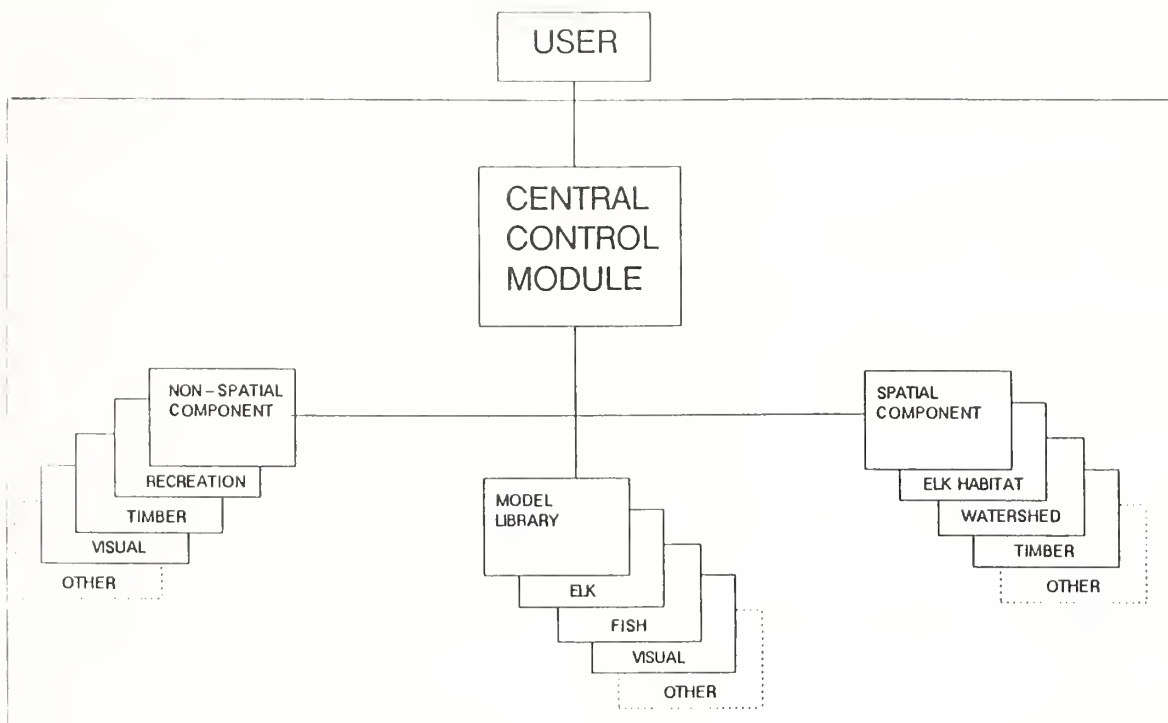 USER
CENTRAL
CONTROL
MODULE
NON-SPATIAL
COMPONENT
RECREATION
TIMBER
VISUAL
OTHER
MODEL
LIBRARY
ELK
FISH
VISUAL
OTHER
SPATIAL
COMPONENT
ELK HABITAT
WATERSHED
TIMBER
OTHER